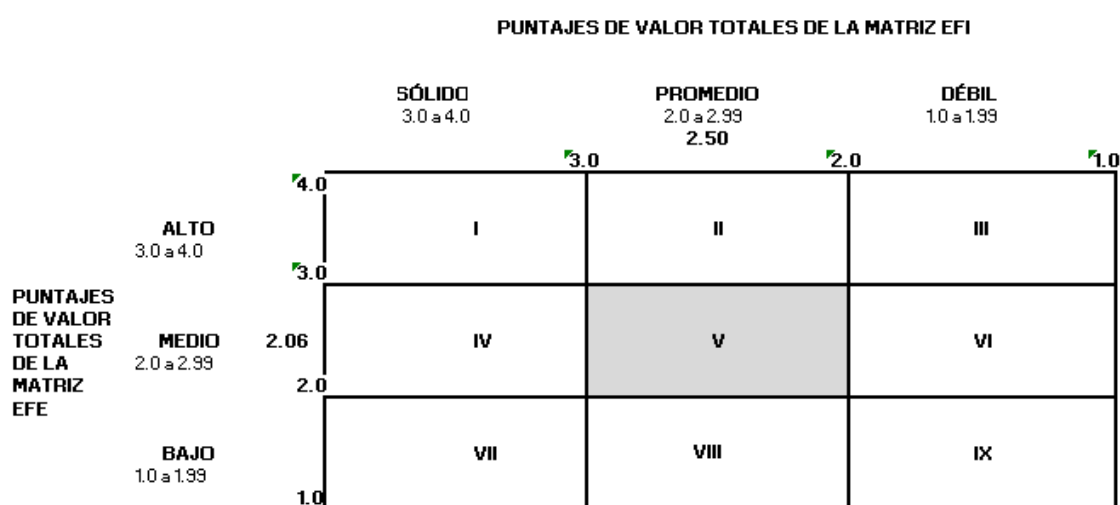 PUNTAJES DE VALOR TOTALES DE LA MATRIZ EFI
SÓLIDO PROMEDIO DÉBIL
3.0 a 4.0 2.0 a 2.99 1.0 a 1.99
2.50
3.0 2.0 1.0
4.0
ALTO I II III
3.0 a 4.0
3.0
PUNTAJES
DE VALOR
TOTALES MEDIO 2.06 IV V VI
DE LA 2.0 a 2.99
MATRIZ 2.0
EFE
BAJO VII VIII IX
1.0 a 1.99
1.0